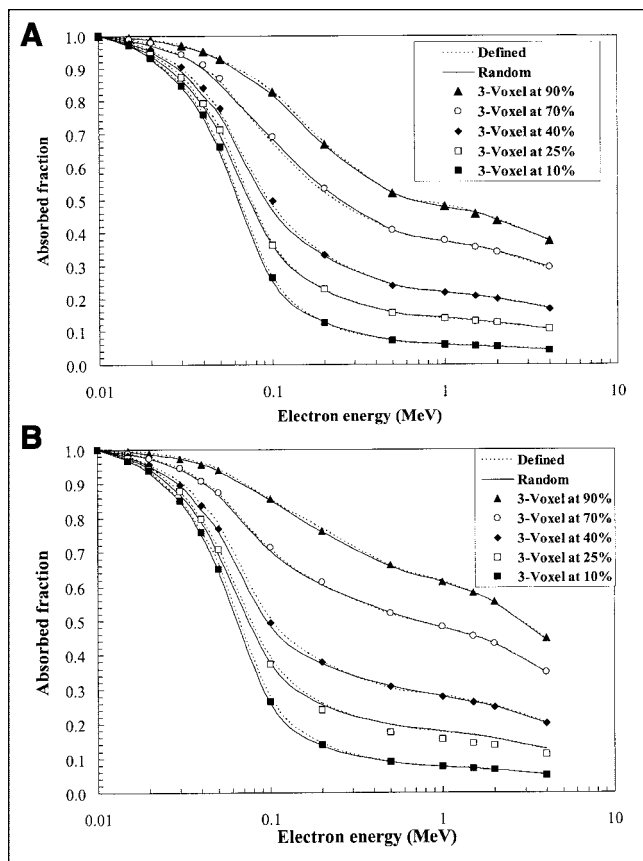 A
1.0
0.9
0.8
0.7
0.6
0.5
0.4
0.3
0.2
0.1
0.0
Absorbed fraction
Defined
Random
3-Voxel at 90%
3-Voxel at 70%
3-Voxel at 40%
3-Voxel at 25%
3-Voxel at 10%
0.01 0.1 1 10
Electron energy (MeV)
B
1.0
0.9
0.8
0.7
0.6
0.5
0.4
0.3
0.2
0.1
0.0
Absorbed fraction
Defined
Random
3-Voxel at 90%
3-Voxel at 70%
3-Voxel at 40%
3-Voxel at 25%
3-Voxel at 10%
0.01 0.1 1 10
Electron energy (MeV)